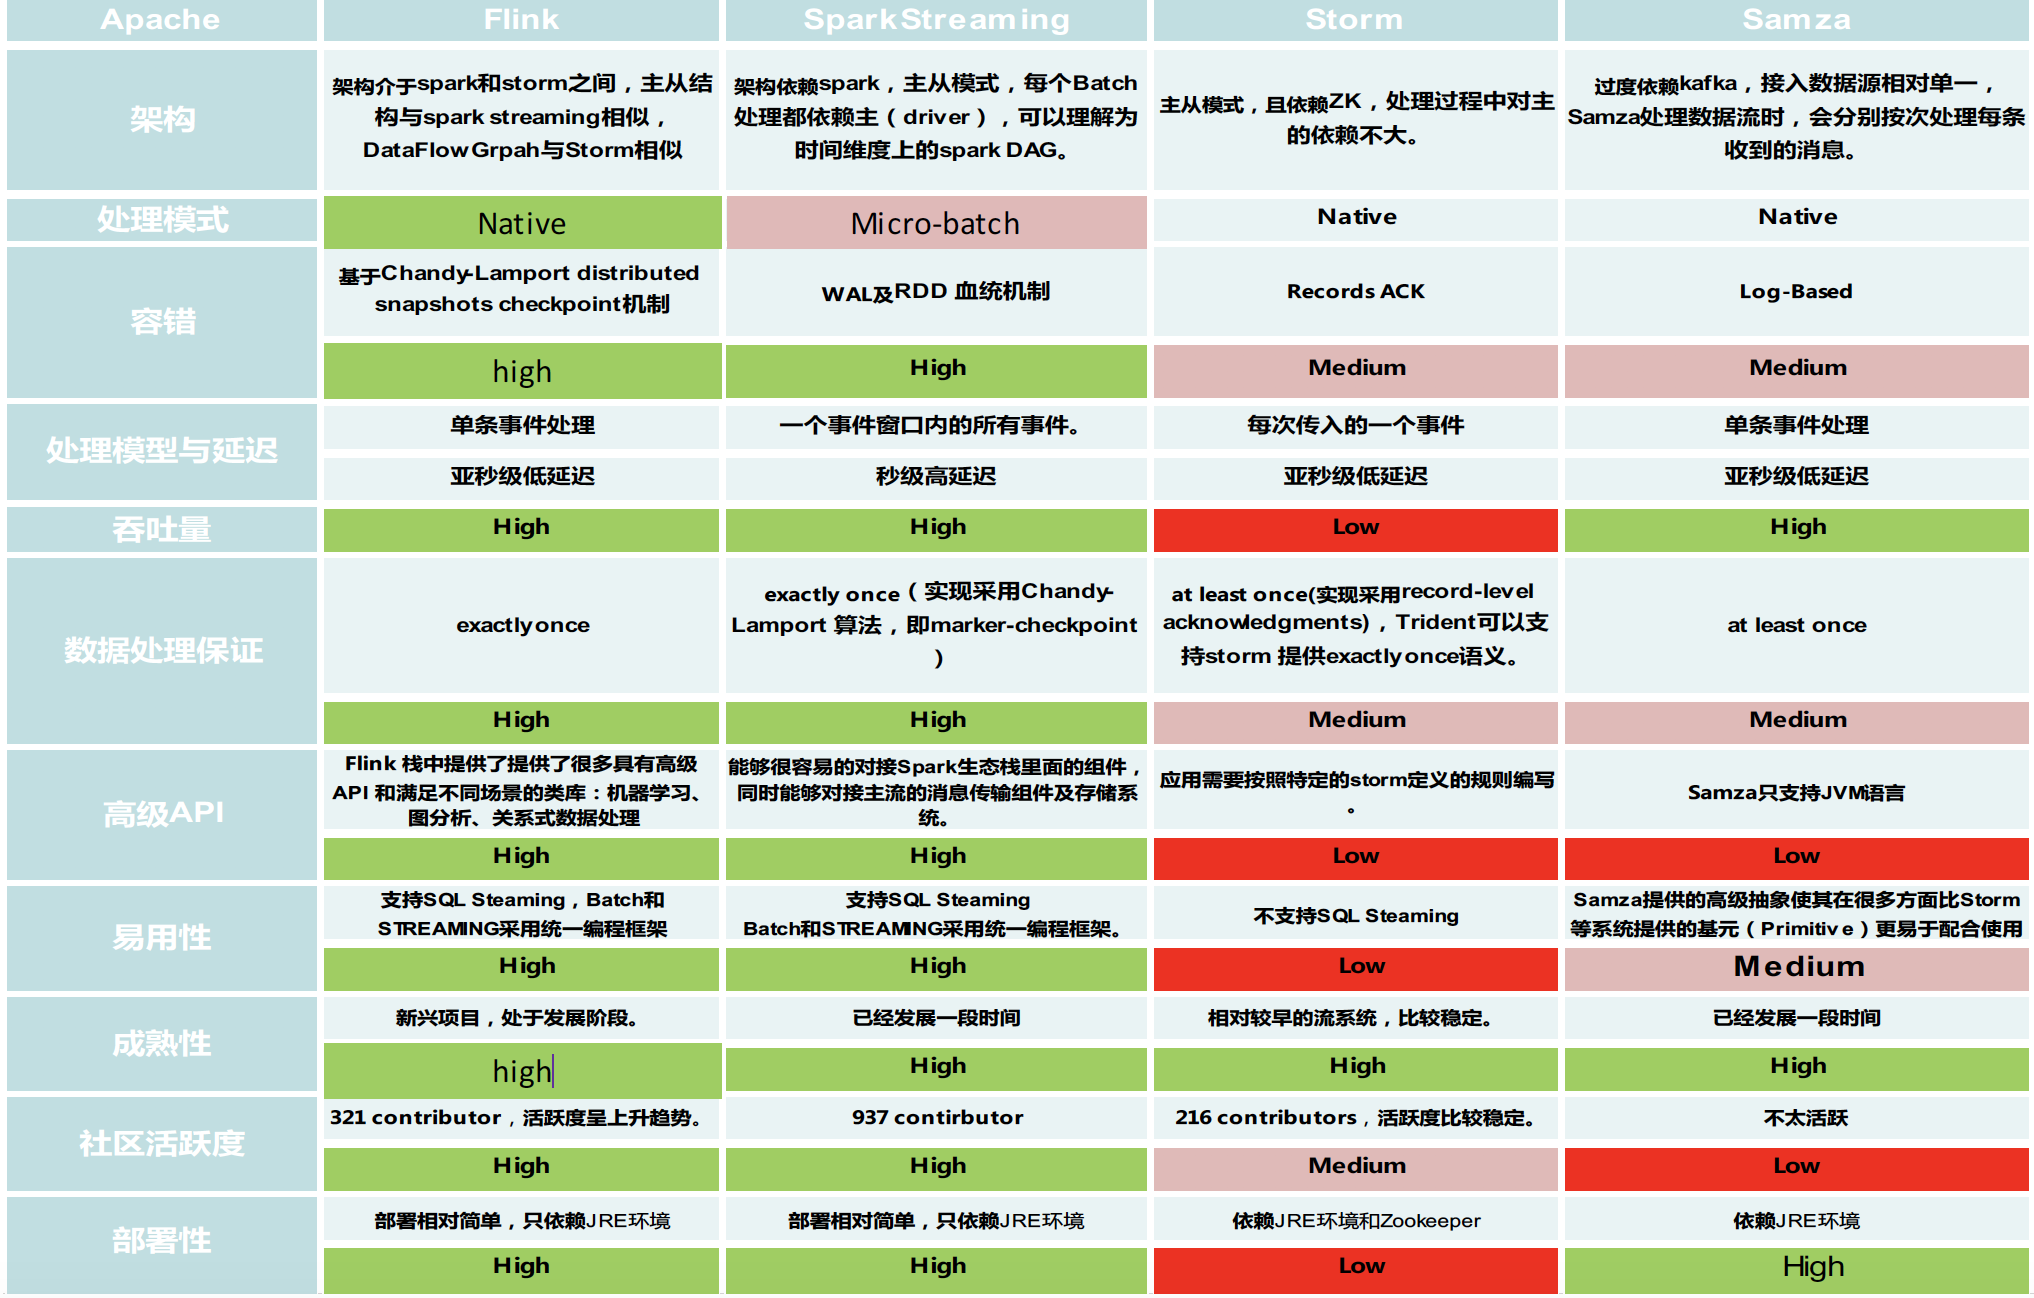 Apache
Flink
SparkStreaming
Storm
Samza
架构
架构介于spark和storm之间，主从结
构与spark streaming相似，
DataFlowGrpah与Storm相似
架构依赖spark，主从模式，每个Batch
处理都依赖主（driver），可以理解为
时间维度上的spark DAG。
主从模式，且依赖ZK，处理过程中对主
的依赖不大。
过度依赖kafka，接入数据源相对单一，
Samza处理数据流时，会分别按次处理每条
收到的消息。
处理模式
Native
Micro-batch
Native
Native
容错
基于Chandy-Lamport distributed
snapshots checkpoint机制
WAL及RDD 血统机制
Records ACK
Log-Based
high
High
Medium
Medium
处理模型与延迟
单条事件处理
一个事件窗口内的所有事件。
每次传入的一个事件
单条事件处理
亚秒级低延迟
秒级高延迟
亚秒级低延迟
亚秒级低延迟
吞吐量
High
High
Low
High
数据处理保证
exactly once
exactly once（实现采用Chandy-
Lamport 算法，即marker-checkpoint
）
at least once(实现采用record-level
acknowledgments)，Trident可以支
持storm 提供exactly once语义。
at least once
High
High
Medium
Medium
高级API
Flink 栈中提供了提供了很多具有高级
API 和满足不同场景的类库：机器学习、
图分析、关系式数据处理
能够很容易的对接Spark生态栈里面的组件，
同时能够对接主流的消息传输组件及存储系
统。
应用需要按照特定的storm定义的规则编写
。
Samza只支持JVM语言
High
High
Low
Low
易用性
支持SQL Steaming，Batch和
STREAMING采用统一编程框架
支持SQL Steaming
Batch和STREAMING采用统一编程框架。
不支持SQL Steaming
Samza提供的高级抽象使其在很多方面比Storm
等系统提供的基元（Primitive）更易于配合使用
High
High
Low
Medium
成熟性
新兴项目，处于发展阶段。
已经发展一段时间
相对较早的流系统，比较稳定。
已经发展一段时间
high
High
High
High
社区活跃度
321 contributor，活跃度呈上升趋势。
937 contirbutor
216 contributors，活跃度比较稳定。
不太活跃
High
High
Medium
Low
部署性
部署相对简单，只依赖JRE环境
部署相对简单，只依赖JRE环境
依赖JRE环境和Zookeeper
依赖JRE环境
High
High
Low
High